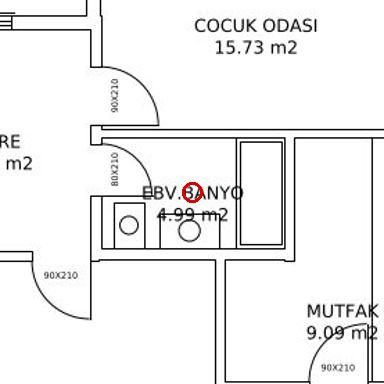 COCUK ODASI
15.73 m2
90X210
RE
m2
80X210
EBV.BANYO
4.99 m2
90X210
MUTFAK
9.09 m2
90X210